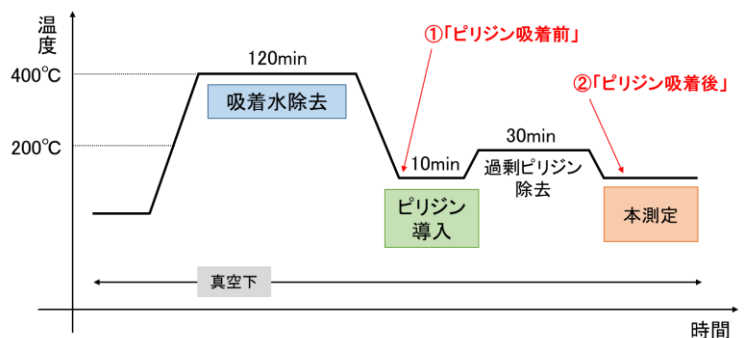 温度
①「ピリジン吸着前」
120min
400℃
吸着水除去
②「ピリジン吸着後」
200℃
10min
30min
過剰ピリジン
除去
ピリジン
導入
本測定
真空下
時間